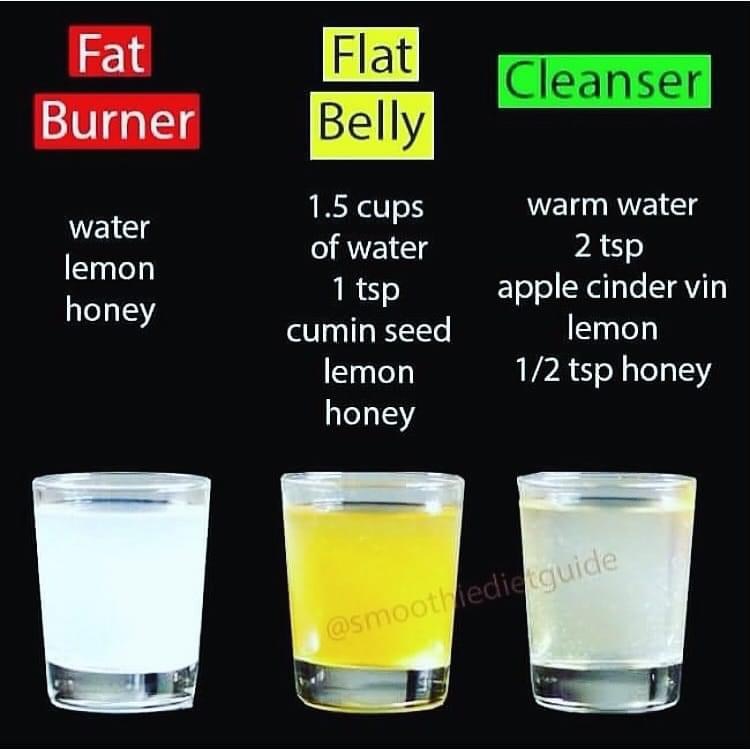 Fat
Burner
water
lemon
honey
Flat
Belly
1.5 cups
of water
1 tsp
cumin seed
lemon
honey
Cleanser
warm water
2 tsp
apple cinder vin
lemon
1/2 tsp honey
@smoothiedietguide